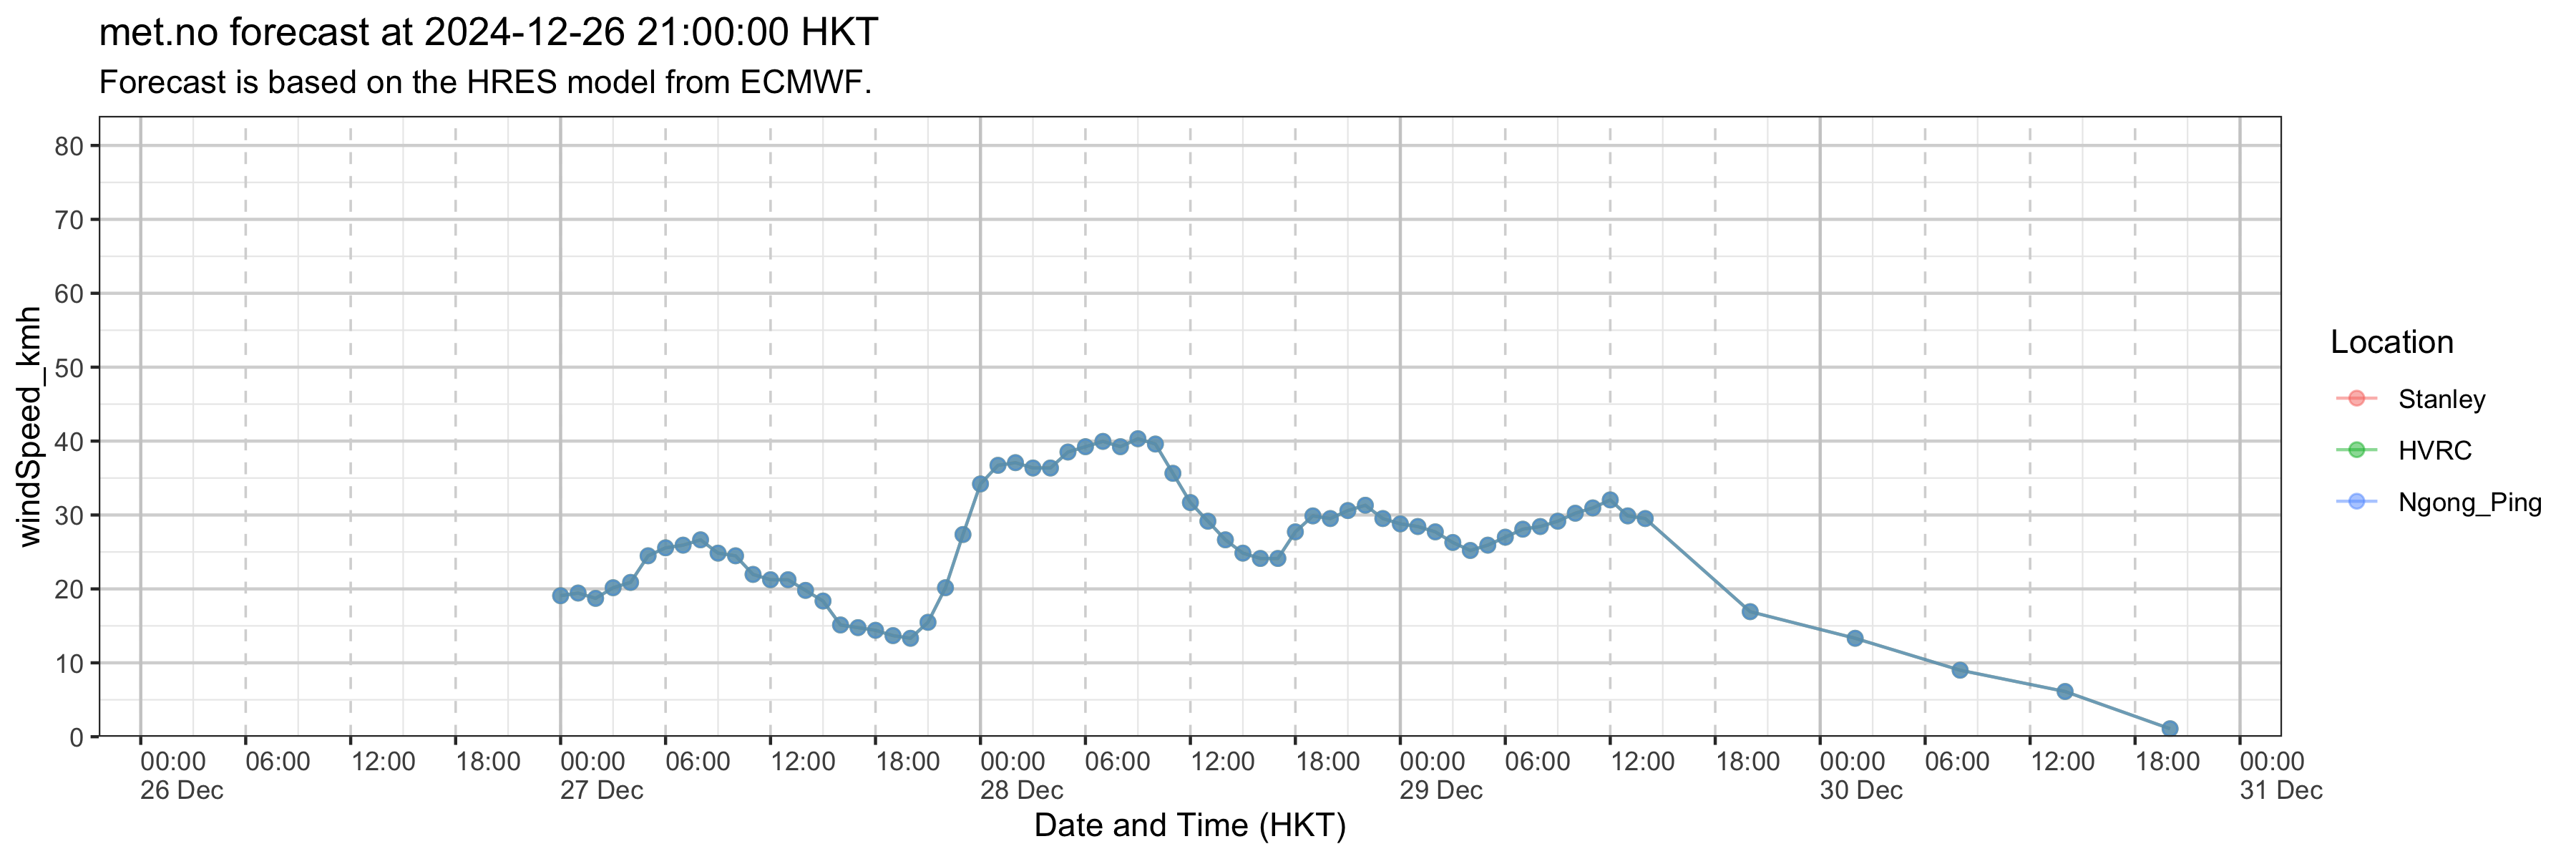 met.no forecast at 2024-12-26 21:00:00 HKT
Forecast is based on the HRES model from ECMWF.
windSpeed_kmh
80
70
60
50
40
30
20
10
0
00:00 06:00 12:00 18:00 00:00 06:00 12:00 18:00 00:00 06:00 12:00 18:00 00:00 06:00 12:00 18:00 00:00 06:00 12:00 18:00 00:00
26 Dec 27 Dec 28 Dec 29 Dec 30 Dec 31 Dec
Date and Time (HKT)
Location
Stanley
HVRC
Ngong_Ping